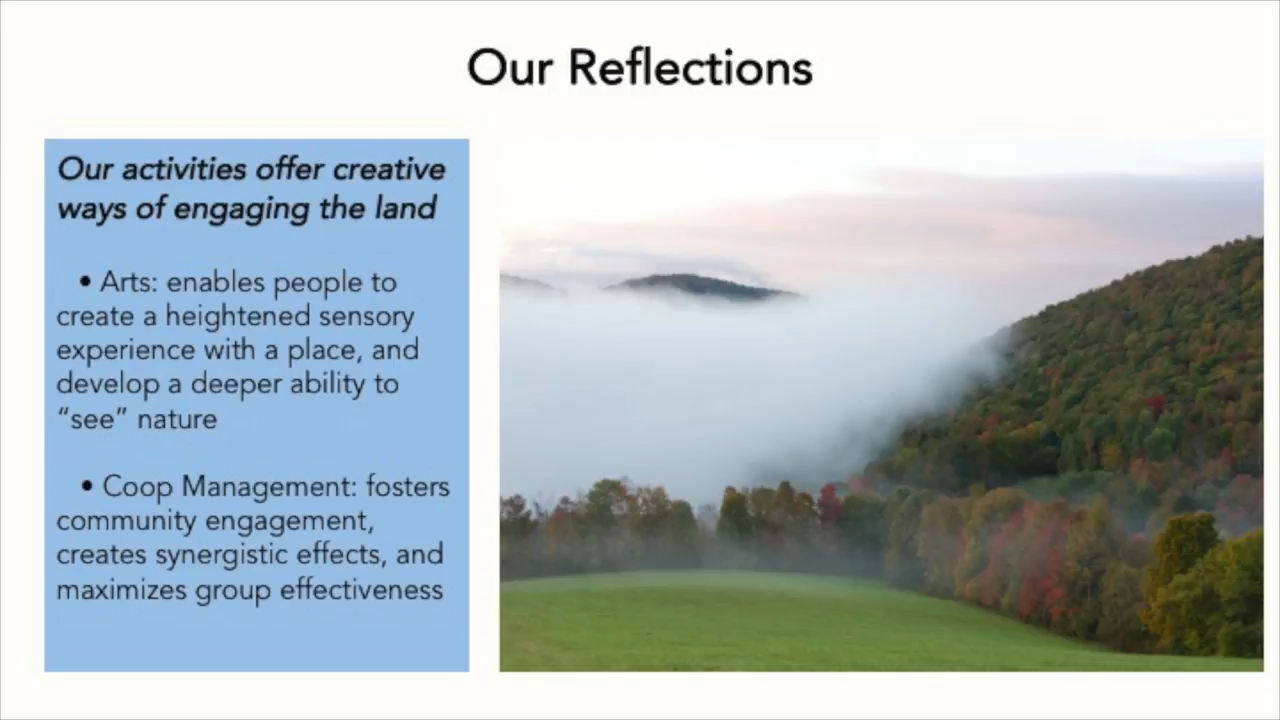 Our Reflections
Our activities offer creative
ways of engaging the land
• Arts: enables people to
create a heightened sensory
experience with a place, and
develop a deeper ability to
“see” nature
• Coop Management: fosters
community engagement,
creates synergistic effects, and
maximizes group effectiveness